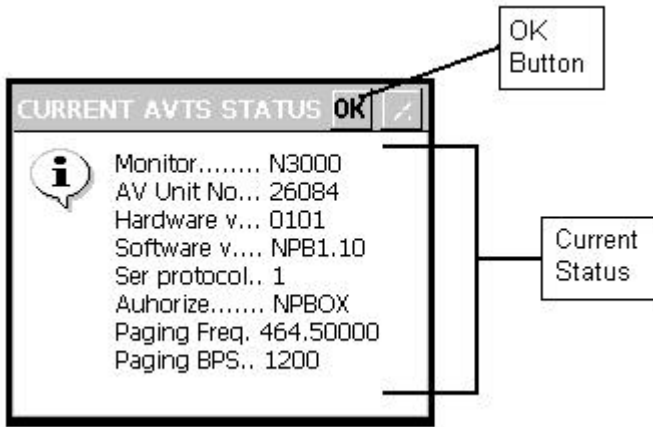 OK
Button
CURRENT AVTS STATUS OK
Monitor........ N3000
AV Unit No... 26084
Hardware v... 0101
Software v.... NPB1.10
Ser protocol.. 1
Auhorize....... NPBOX
Paging Freq. 464.50000
Paging BPS.. 1200
Current
Status